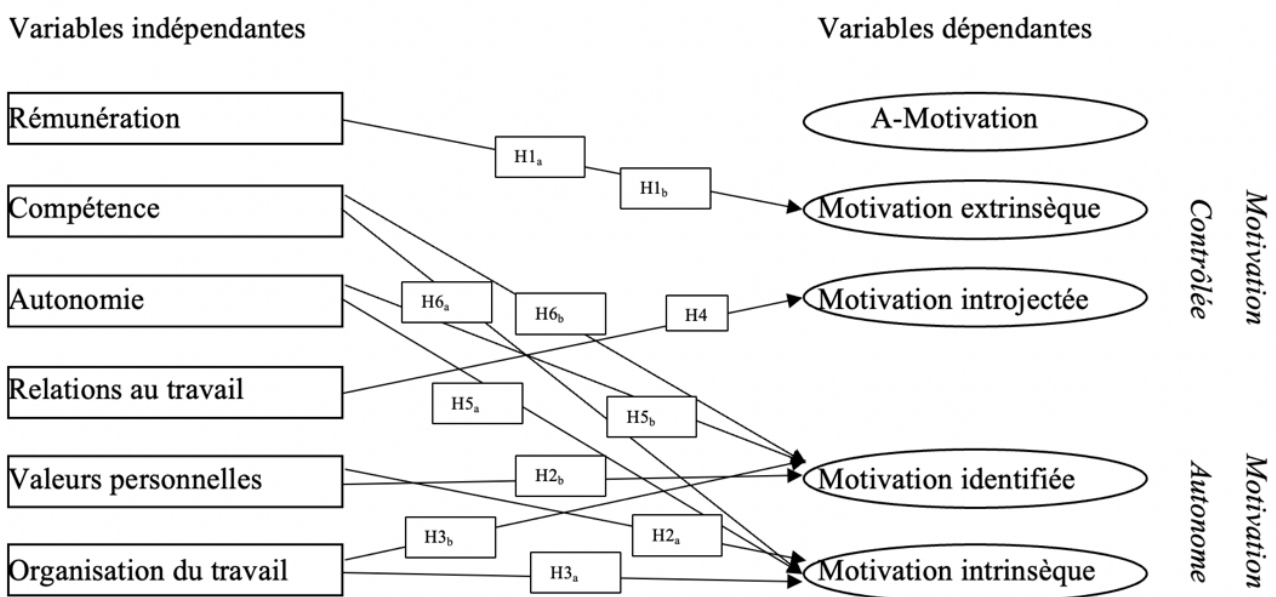 Variables indépendantes
Variables dépendantes
Rémunération
A-Motivation
H1a
H1b
Compétence
Motivation extrinsèque
Autonomie
H6a
H6b
H4
Motivation introjectée
Motivation
Contrôlée
Relations au travail
H5a
H5b
Valeurs personnelles
H2b
Motivation identifiée
H3b
H2a
Organisation du travail
H3a
Motivation intrinsèque
Motivation
Autonome